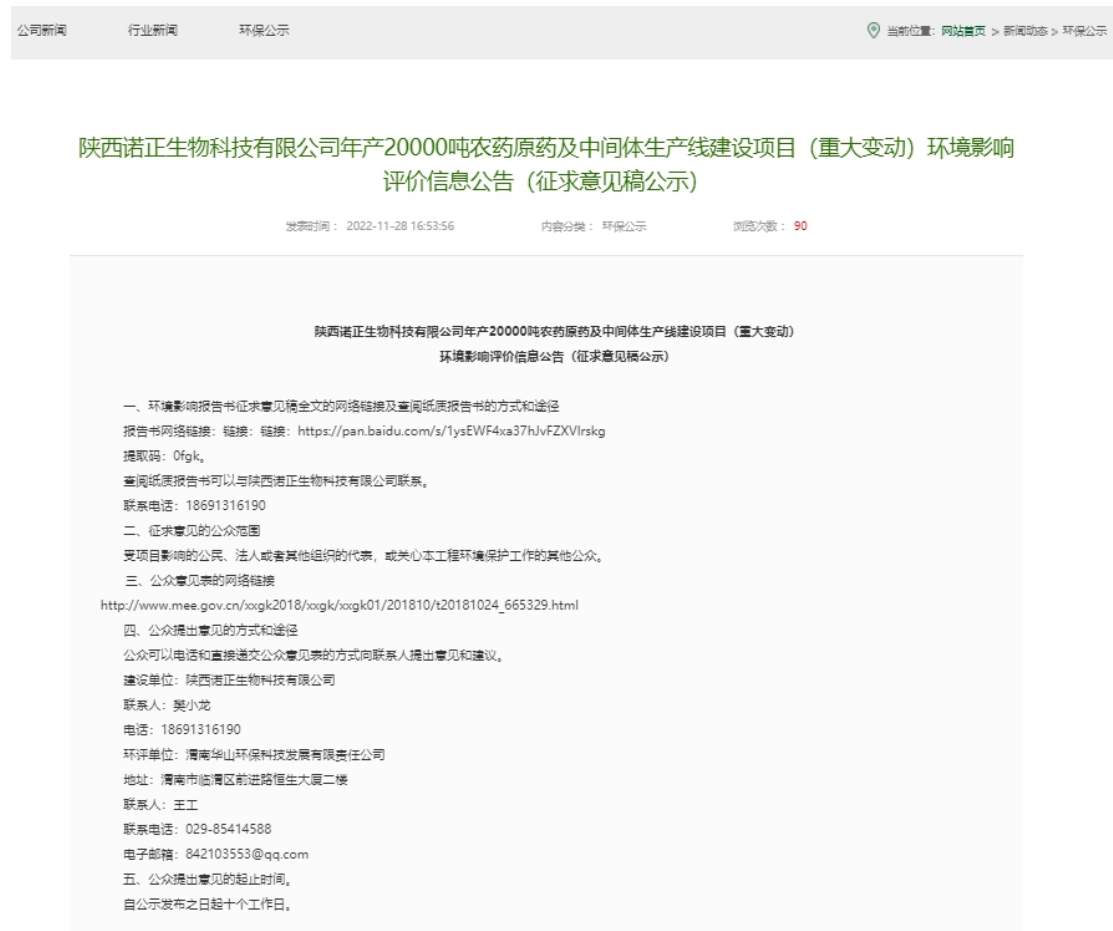 公司新闻 行业新闻 环保公示 当前位置：网站首页 > 新闻动态 > 环保公示
陕西诺正生物科技有限公司年产20000吨农药原药及中间体生产线建设项目（重大变动）环境影响
评价信息公告（征求意见稿公示）
发表时间： 2022-11-28 16:53:56 内容分类： 环保公示 浏览次数： 90
陕西诺正生物科技有限公司年产20000吨农药原药及中间体生产线建设项目（重大变动）
环境影响评价信息公告（征求意见稿公示）
一、环境影响报告书征求意见稿全文的网络链接及查阅纸质报告书的方式和途径
报告书网络链接：链接：链接：https://pan.baidu.com/s/1ysEWF4xa37hJvFZXVIrskg
提取码：0fgk。
查阅纸质报告书可以与陕西诺正生物科技有限公司联系。
联系电话：18691316190
二、征求意见的公众范围
受项目影响的公民、法人或者其他组织的代表，或关心本工程环境保护工作的其他公众。
三、公众意见表的网络链接
http://www.mee.gov.cn/xxgk2018/xxgk/xxgk01/201810/t20181024_665329.html
四、公众提出意见的方式和途径
公众可以电话和直接递交公众意见表的方式向联系人提出意见和建议。
建设单位：陕西诺正生物科技有限公司
联系人：樊小龙
电话：18691316190
环评单位：渭南华山环保科技发展有限责任公司
地址：渭南市临渭区前进路恒生大厦二楼
联系人：王工
联系电话：029-85414588
电子邮箱：842103553@qq.com
五、公众提出意见的起止时间。
自公示发布之日起十个工作日。